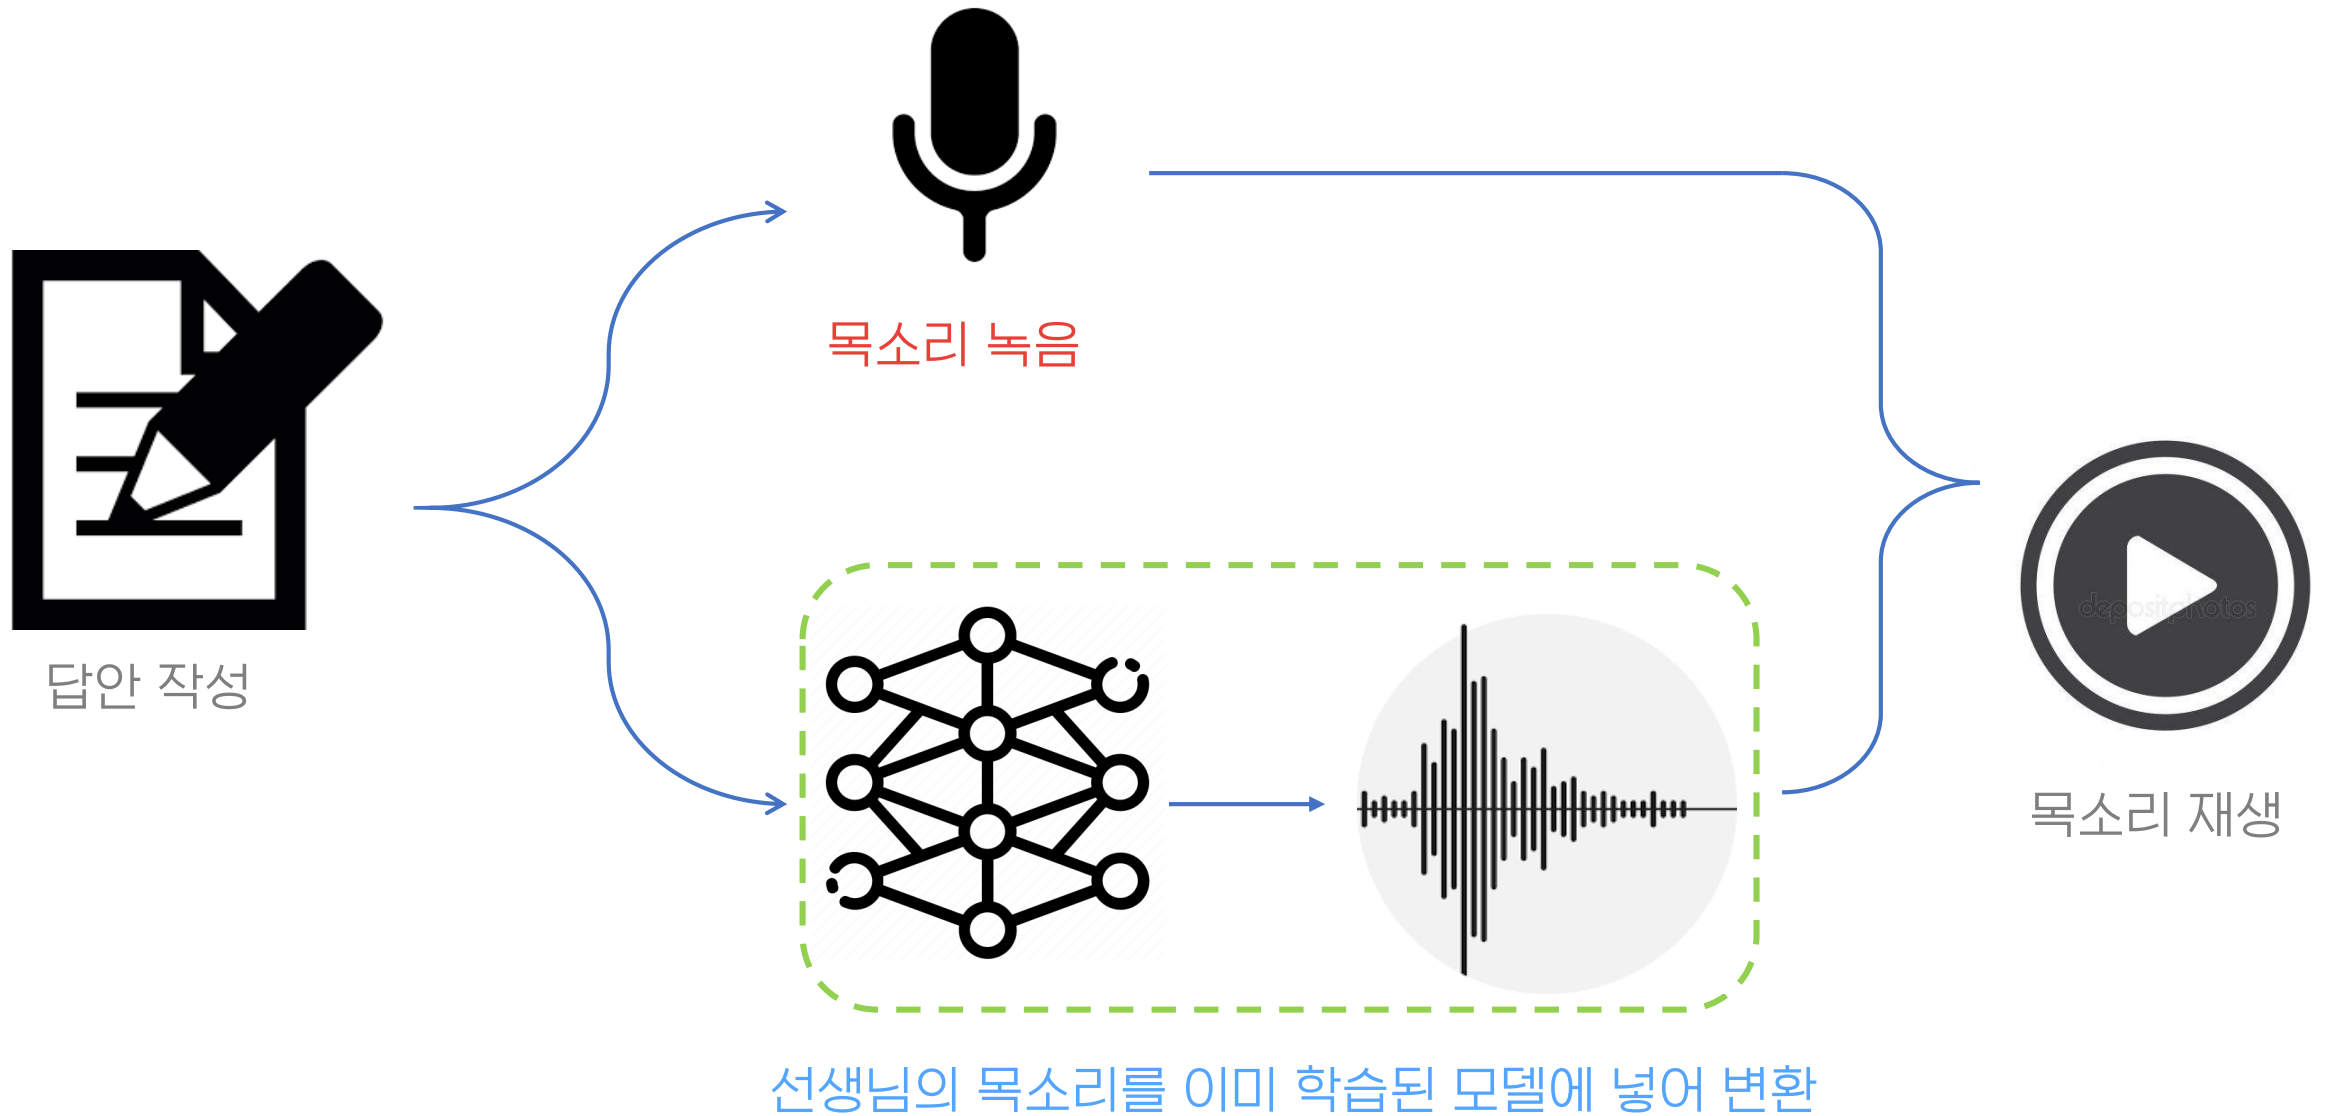 목소리 녹음
답안 작성
depositphotos
목소리 재생
선생님의 목소리를 이미 학습된 모델에 넣어 변환